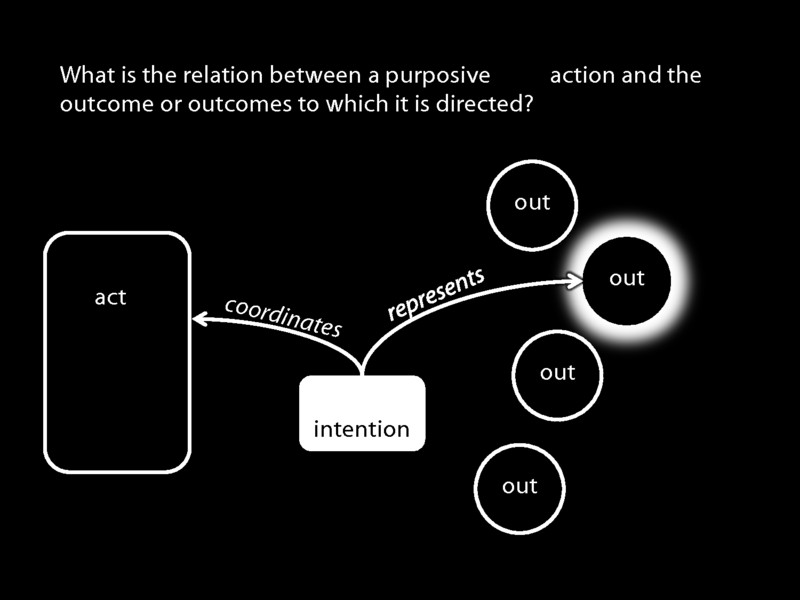 What is the relation between a purposive action and the
outcome or outcomes to which it is directed?
out
out
act
coordinates
represents
out
intention
out